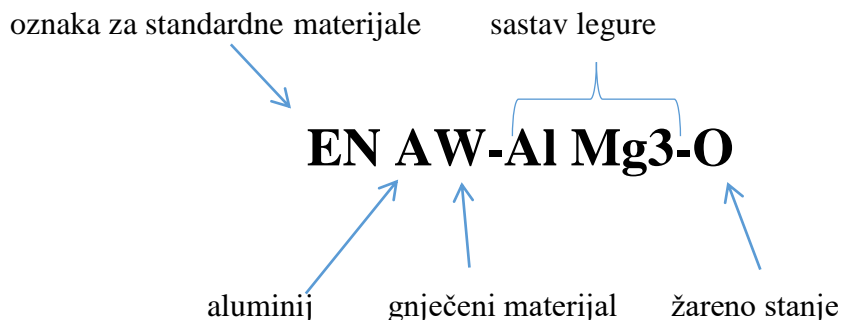 oznaka za standardne materijale sastav legure
EN AW-Al Mg3-O
aluminij gnječeni materijal žareno stanje